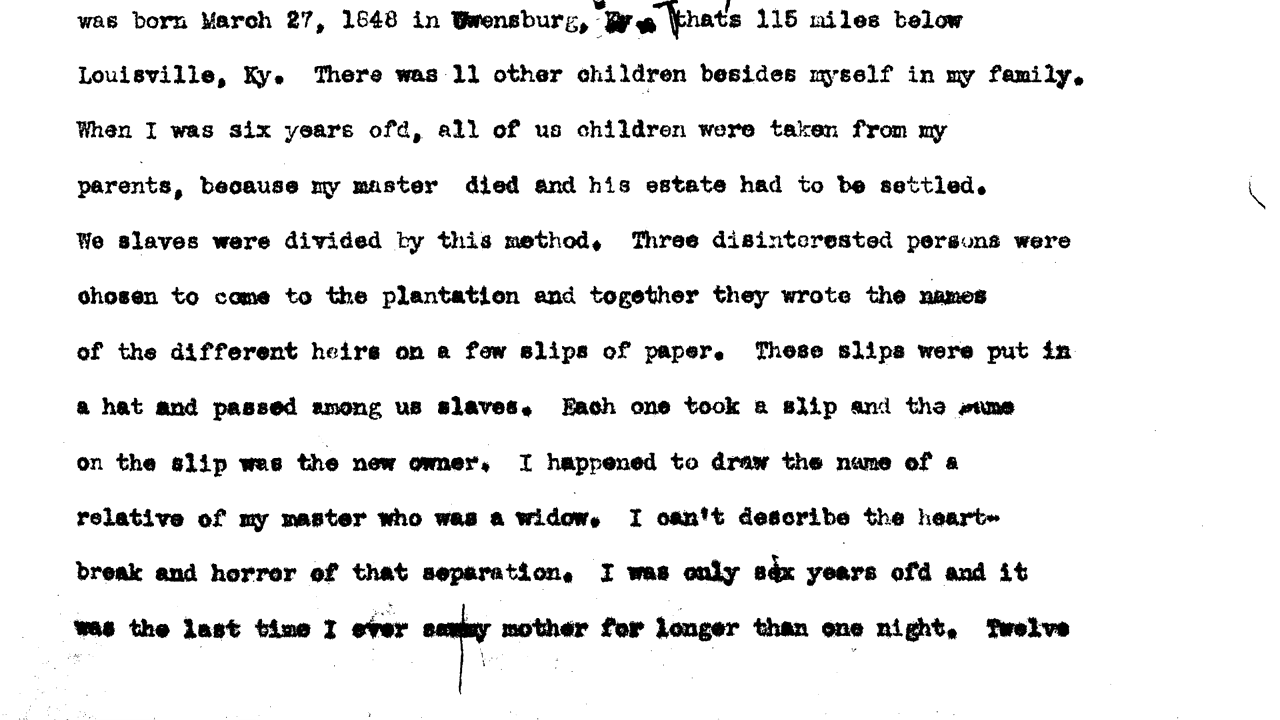 was born March 27, 1848 in Owensburg, Ky. that's 115 miles below
Louisville, Ky. There was 11 other children besides myself in my family.
When I was six years ofd, all of us children were taken from my
parents, because my master died and his estate had to be settled.
We slaves were divided by this method. Three disinterested persons were
chosen to come to the plantation and together they wrote the names
of the different heirs on a few slips of paper. These slips were put in
a hat and passed among us slaves. Each one took a slip and the name
on the slip was the new owner. I happened to draw the name of a
relative of my master who was a widow. I can't describe the heart-
break and horror of that separation. I was only six years ofd and it
was the last time I ever saw my mother for longer than one night. Twelve